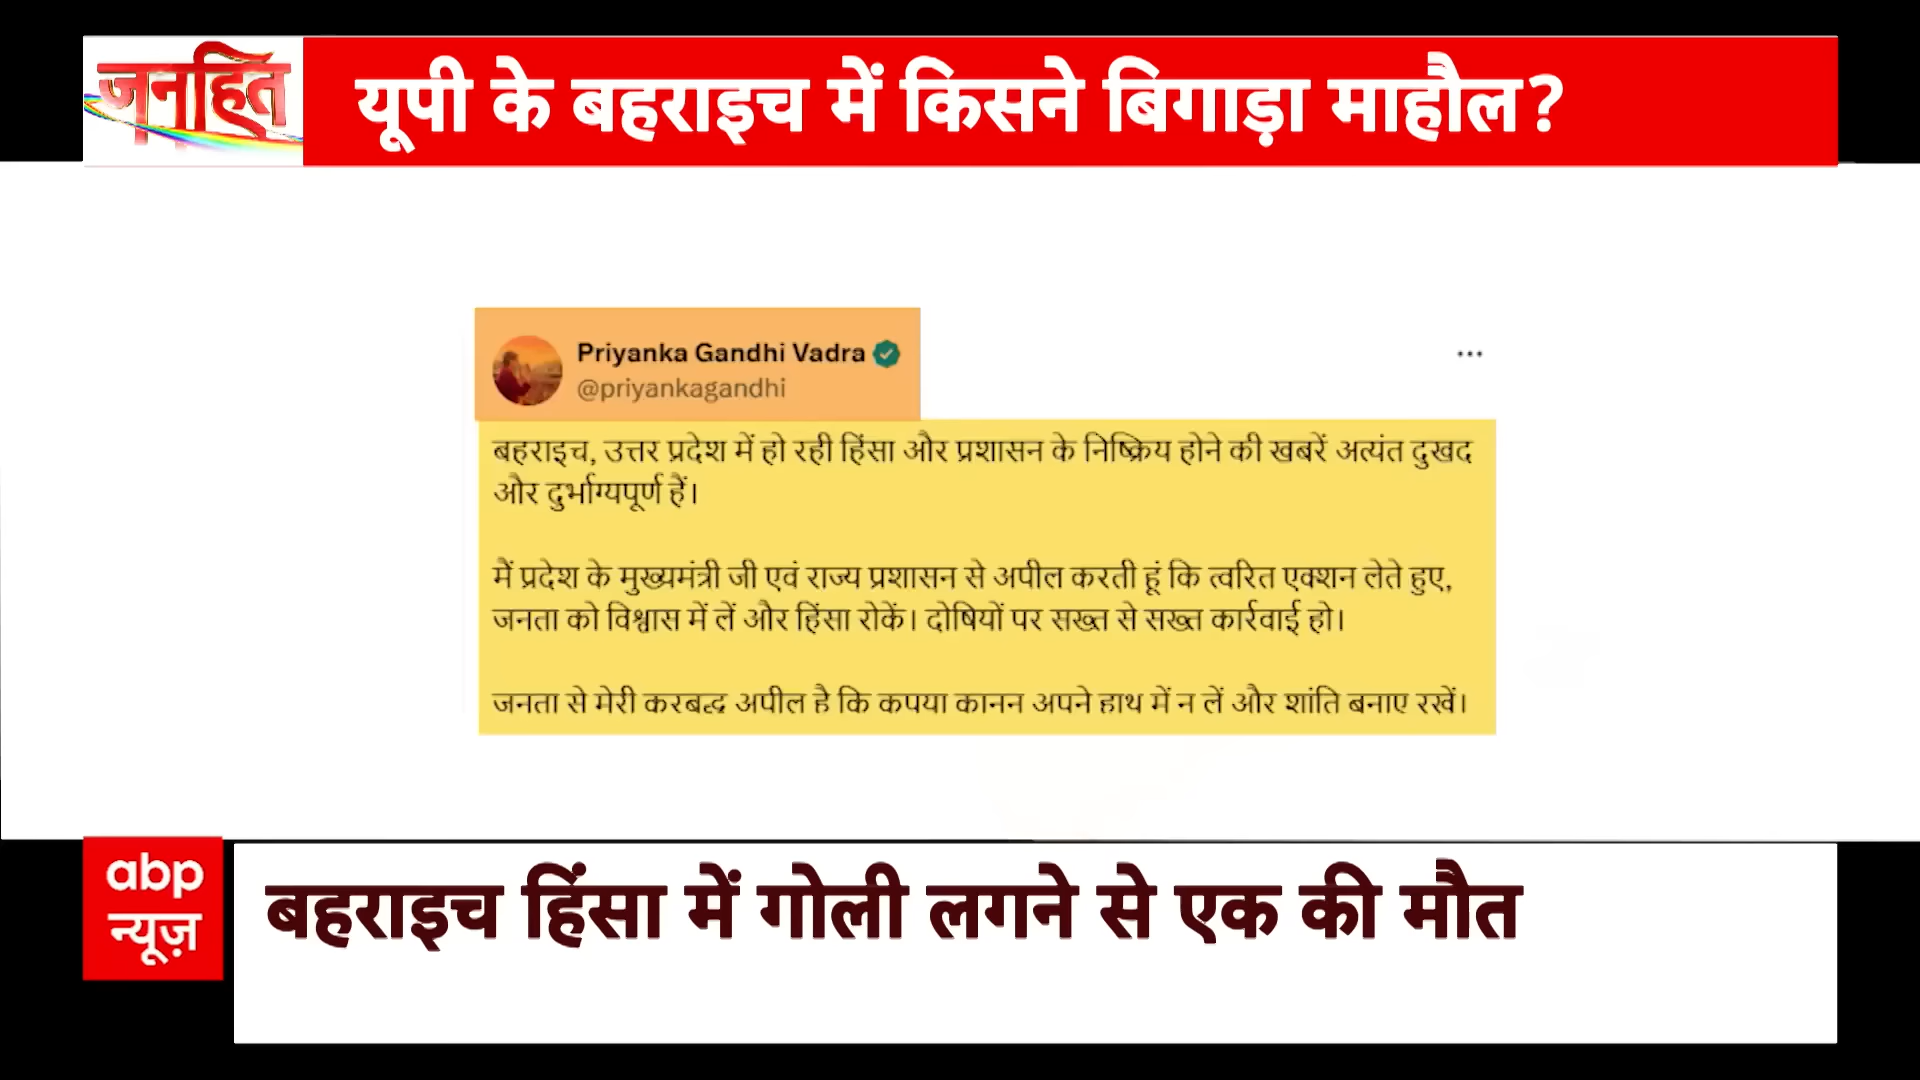 जनहित
यूपी के बहराइच में किसने बिगाड़ा माहौल?
Priyanka Gandhi Vadra
@priyankagandhi
बहराइच, उत्तर प्रदेश में हो रही हिंसा और प्रशासन के निष्क्रिय होने की खबरें अत्यंत दुखद
और दुर्भाग्यपूर्ण हैं।
मैं प्रदेश के मुख्यमंत्री जी एवं राज्य प्रशासन से अपील करती हूं कि त्वरित एक्शन लेते हुए,
जनता को विश्वास में लें और हिंसा रोकें। दोषियों पर सख्त से सख्त कार्रवाई हो।
जनता से मेरी करबद्ध अपील है कि कृपया कानून अपने हाथ में न लें और शांति बनाए रखें।
abp
न्यूज़
बहराइच हिंसा में गोली लगने से एक की मौत